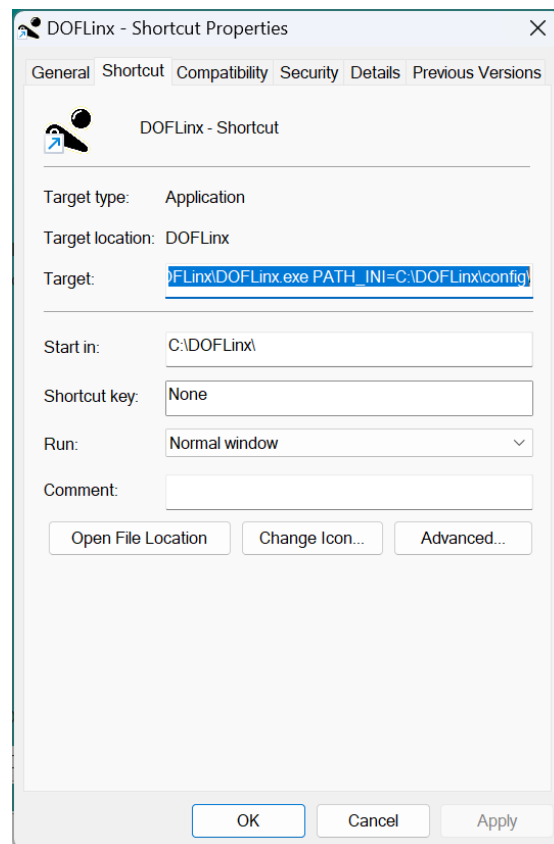 DOFLinx - Shortcut Properties
General Shortcut Compatibility Security Details Previous Versions
DOFLinx - Shortcut
Target type: Application
Target location: DOFLinx
Target: OFLinx\DOFLinx.exe PATH_INI=C:\DOFLinx\config\
Start in: C:\DOFLinx\
Shortcut key: None
Run: Normal window
Comment:
Open File Location Change Icon... Advanced...
OK Cancel Apply